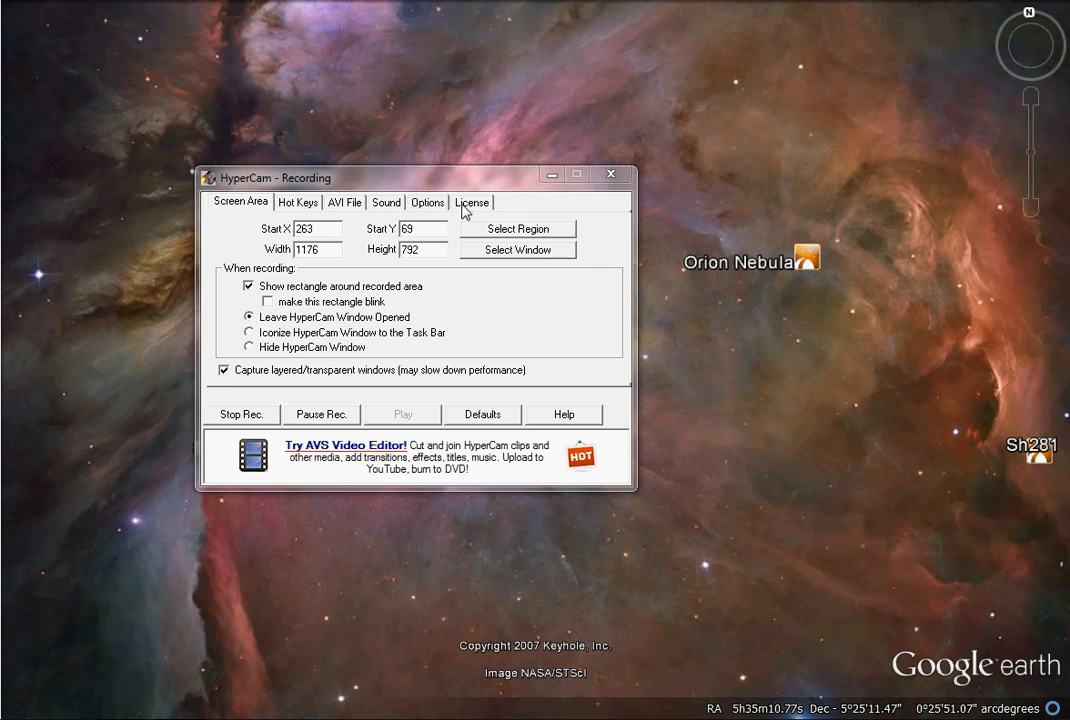 N
HyperCam - Recording
Screen Area Hot Keys AVI File Sound Options License
Start X 263 Start Y 69 Select Region
Width 1176 Height 792 Select Window
When recording:
Show rectangle around recorded area
make this rectangle blink
Leave HyperCam Window Opened
Iconize HyperCam Window to the Task Bar
Hide HyperCam Window
Capture layered/transparent windows (may slow down performance)
Stop Rec. Pause Rec. Play Defaults Help
Try AVS Video Editor! Cut and join HyperCam clips and
other media, add transitions, effects, titles, music. Upload to
YouTube, burn to DVD!
HOT
Orion Nebula
Sh281
Copyright 2007 Keyhole, Inc.
Image NASA/STScI
Google earth
RA 5h35m10.77s Dec - 5°25'11.47" 0°25'51.07" arcdegrees